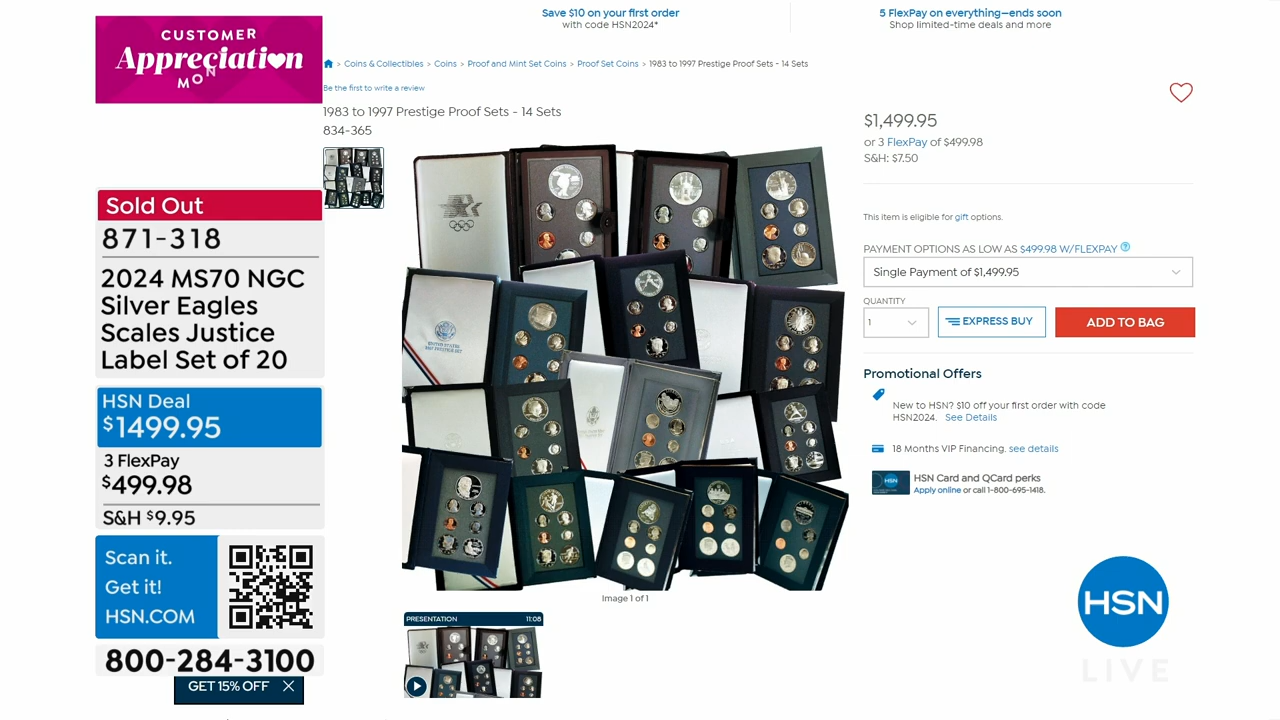 CUSTOMER
Appreciation
MON
Save $10 on your first order
with code HSN2024*
5 FlexPay on everything—ends soon
Shop limited-time deals and more
> Coins & Collectibles > Coins > Proof and Mint Set Coins > Proof Set Coins > 1983 to 1997 Prestige Proof Sets - 14 Sets
Be the first to write a review
1983 to 1997 Prestige Proof Sets - 14 Sets
834-365
Sold Out
871-318
2024 MS70 NGC
Silver Eagles
Scales Justice
Label Set of 20
HSN Deal
$1499.95
3 FlexPay
$499.98
S&H $9.95
Scan it.
Get it!
HSN.COM
800-284-3100
GET 15% OFF ×
Image 1 of 1
PRESENTATION 11:08
$1,499.95
or 3 FlexPay of $499.98
S&H: $7.50
This item is eligible for gift options.
PAYMENT OPTIONS AS LOW AS $499.98 W/FLEXPAY ?
Single Payment of $1,499.95
QUANTITY
1
EXPRESS BUY
ADD TO BAG
Promotional Offers
New to HSN? $10 off your first order with code
HSN2024. See Details
18 Months VIP Financing. see details
HSN
HSN Card and QCard perks
Apply online or call 1-800-695-1418.
HSN
LIVE